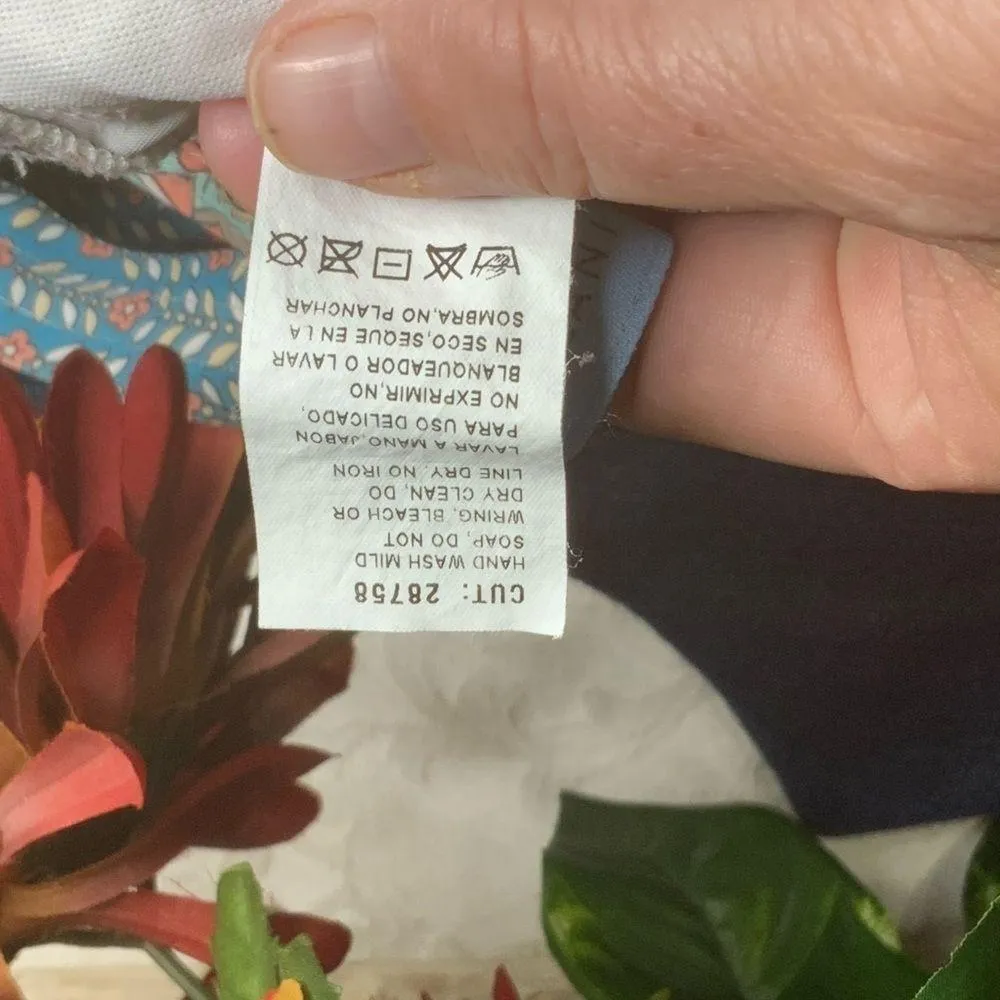 CUT: 28758
HAND WASH MILD
SOAP, DO NOT
WRING, BLEACH OR
DRY CLEAN, DO
LINE DRY, NO IRON
LAVAR A MANO, JABON
PARA USO DELICADO,
NO EXPRIMIR, NO
BLANQUEADOR O LAVAR
EN SECO, SEQUE EN LA
SOMBRA, NO PLANCHAR